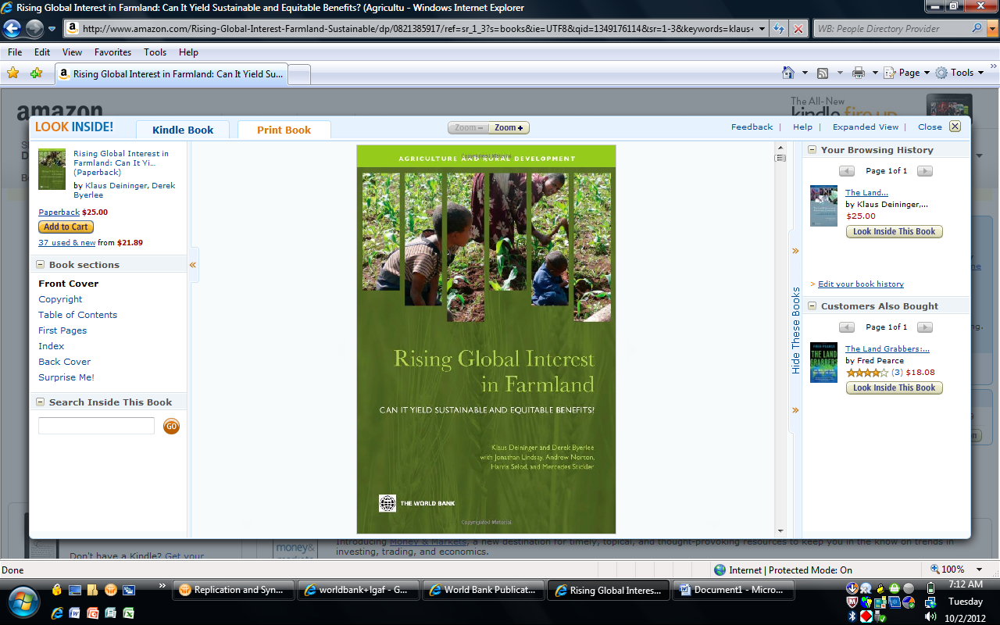 Rising Global Interest in Farmland: Can It Yield Sustainable and Equitable Benefits? (Agricultu - Windows Internet Explorer
http://www.amazon.com/Rising-Global-Interest-Farmland-Sustainable/dp/0821385917/ref=sr_1_3?s=books&ie=UTF8&qid=1349176114&sr=1-3&keywords=klaus+
WB: People Directory Provider
File Edit View Favorites Tools Help
Rising Global Interest in Farmland: Can It Yield Su...
Page Tools
amazon
The All-New
kindle fire
LOOK INSIDE!
Kindle Book
Print Book
Zoom − Zoom +
Feedback | Help | Expanded View | Close
Rising Global Interest in
Farmland: Can It Yi...
(Paperback)
by Klaus Deininger, Derek
Byerlee
Paperback $25.00
Add to Cart
37 used & new from $21.89
Book sections
Front Cover
Copyright
Table of Contents
First Pages
Index
Back Cover
Surprise Me!
Search Inside This Book
GO
«
AGRICULTURE AND RURAL DEVELOPMENT
Copyrighted Material
Rising Global Interest
in Farmland
CAN IT YIELD SUSTAINABLE AND EQUITABLE BENEFITS?
Klaus Deininger and Derek Byerlee
with Jonathan Lindsay, Andrew Norton,
Harris Selod, and Mercedes Stickler
THE WORLD BANK
Copyrighted Material
»
Hide These Books
»
Your Browsing History
Page 1of 1
The Land...
by Klaus Deininger,...
$25.00
Look Inside This Book
> Edit your book history
Customers Also Bought
Page 1of 1
FRED PEARCE
THE LAND
GRABBERS
The Land Grabbers:...
by Fred Pearce
(3) $18.08
Look Inside This Book
Don't have a Kindle? Get your
money&
markets
Introducing Money & Markets, a new destination for timely, topical, and thought-provoking resources to keep you in the know on trends in
investing, trading, and economics.
Done
Internet | Protected Mode: On
100%
»
Replication and Syn...
worldbank+lgaf - G...
World Bank Publicat...
Rising Global Interes...
Document1 - Micro...
7:12 AM
Tuesday
10/2/2012